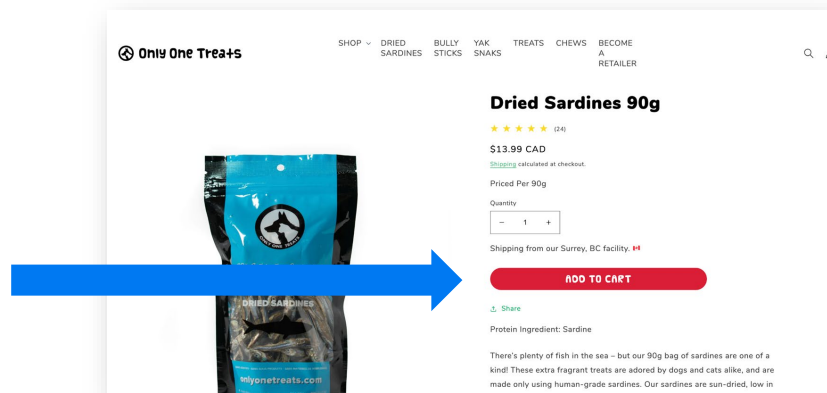 Only One Treats
SHOP
DRIED
SARDINES
BULLY
STICKS
YAK
SNAKS
TREATS
CHEWS
BECOME
A
RETAILER
Dried Sardines 90g
(24)
$13.99 CAD
Shipping calculated at checkout.
Priced Per 90g
Quantity
− 1 +
Shipping from our Surrey, BC facility. 🇨🇦
ADD TO CART
Share
Protein Ingredient: Sardine
There's plenty of fish in the sea – but our 90g bag of sardines are one of a
kind! These extra fragrant treats are adored by dogs and cats alike, and are
made only using human-grade sardines. Our sardines are sun-dried, low in
ONLY ONE TREATS
DRIED SARDINES
onlyonetreats.com